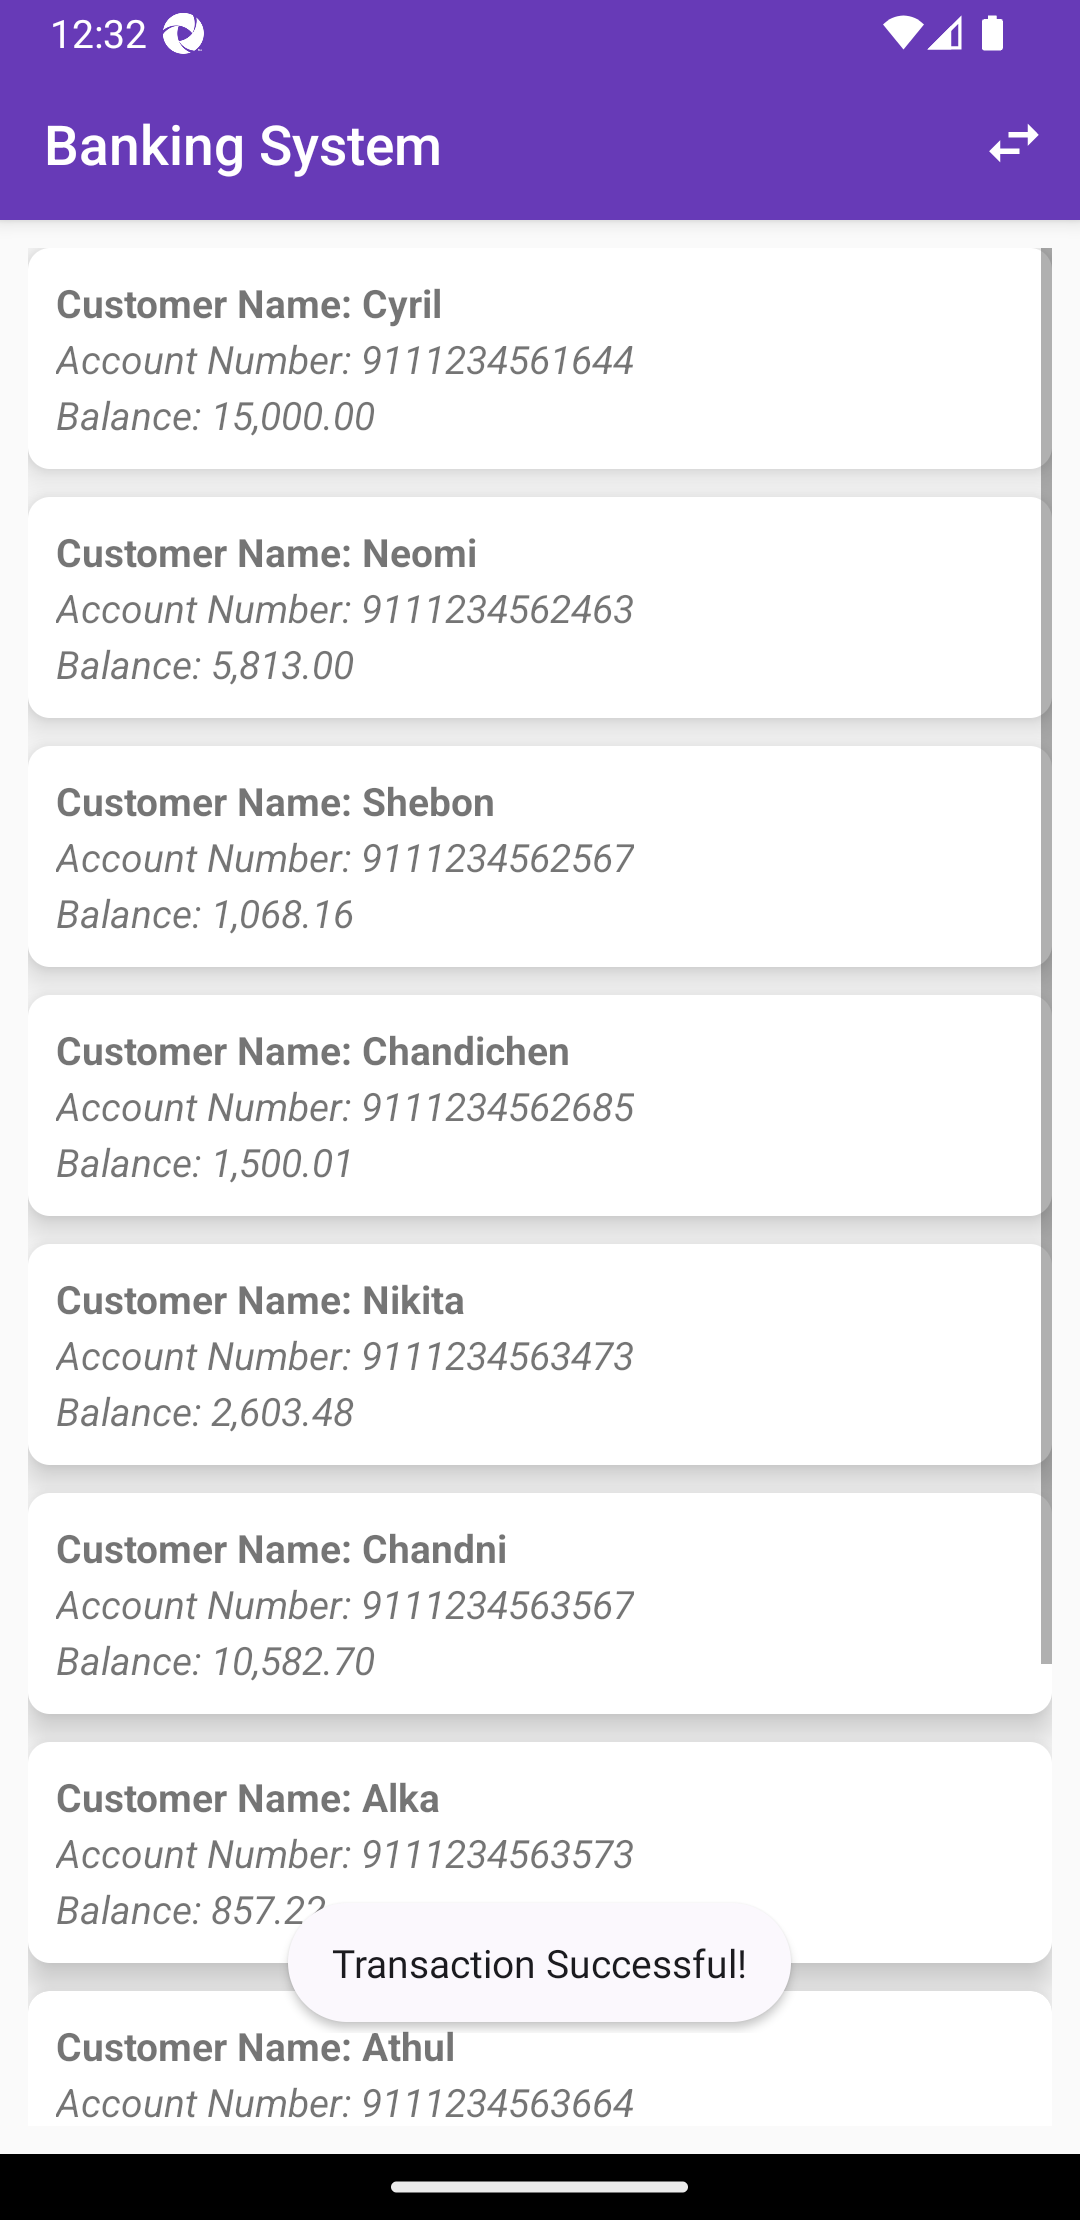 12:32
Banking System
Customer Name: Cyril
Account Number: 9111234561644
Balance: 15,000.00
Customer Name: Neomi
Account Number: 9111234562463
Balance: 5,813.00
Customer Name: Shebon
Account Number: 9111234562567
Balance: 1,068.16
Customer Name: Chandichen
Account Number: 9111234562685
Balance: 1,500.01
Customer Name: Nikita
Account Number: 9111234563473
Balance: 2,603.48
Customer Name: Chandni
Account Number: 9111234563567
Balance: 10,582.70
Customer Name: Alka
Account Number: 9111234563573
Balance: 857.22
Transaction Successful!
Customer Name: Athul
Account Number: 9111234563664